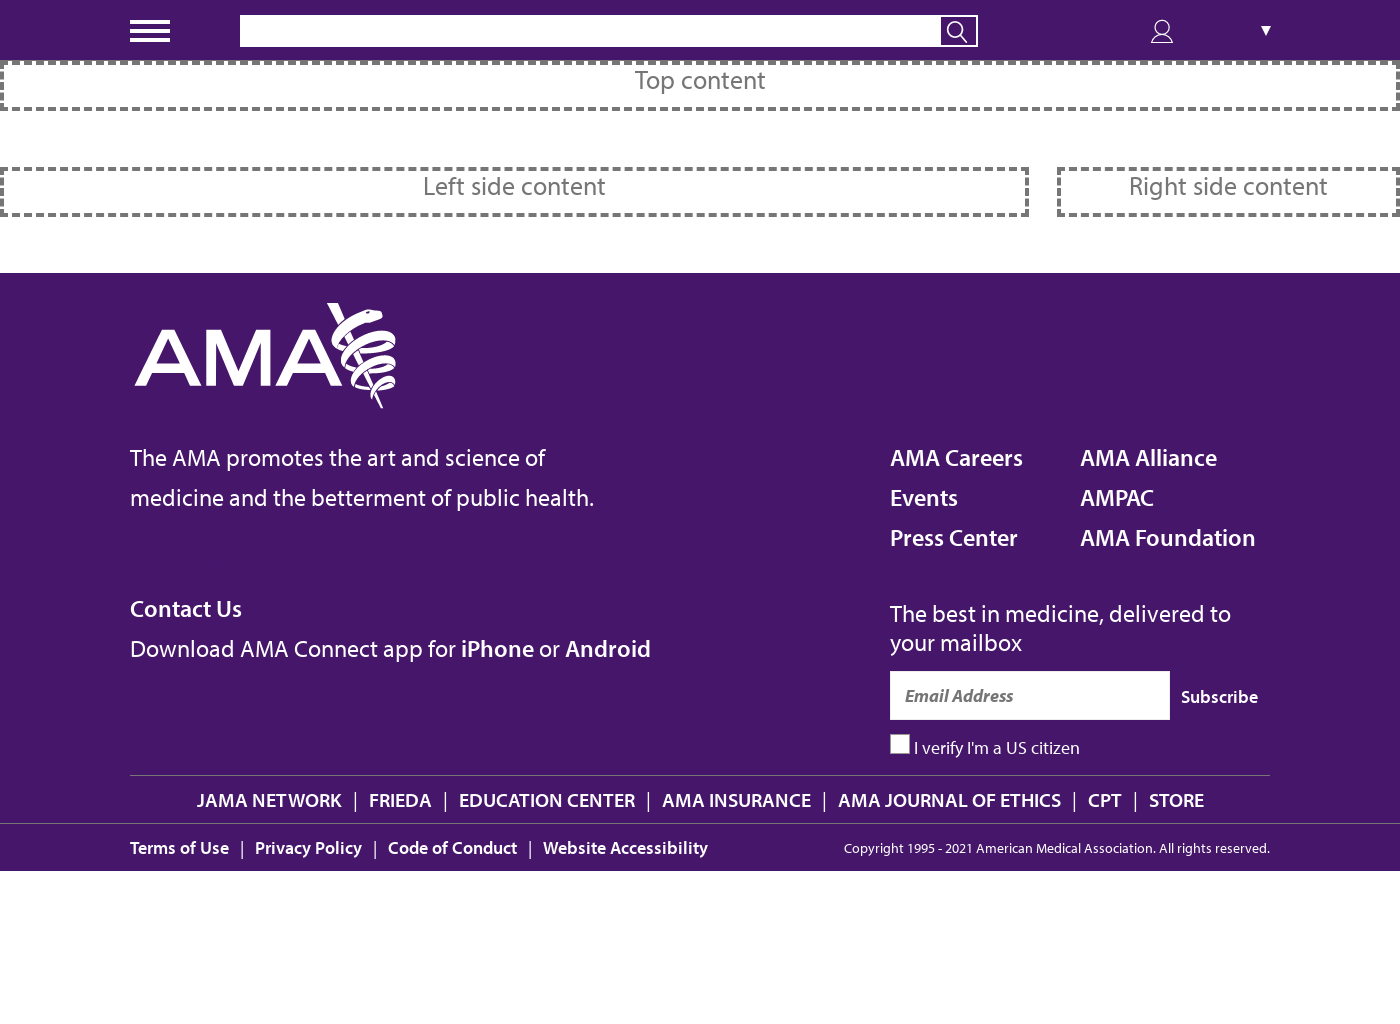 Top content
Left side content
Right side content
AMA
The AMA promotes the art and science of
medicine and the betterment of public health.
AMA Careers
Events
Press Center
AMA Alliance
AMPAC
AMA Foundation
Contact Us
Download AMA Connect app for iPhone or Android
The best in medicine, delivered to
your mailbox
Email Address
Subscribe
I verify I'm a US citizen
JAMA NETWORK | FRIEDA | EDUCATION CENTER | AMA INSURANCE | AMA JOURNAL OF ETHICS | CPT | STORE
Terms of Use | Privacy Policy | Code of Conduct | Website Accessibility
Copyright 1995 - 2021 American Medical Association. All rights reserved.